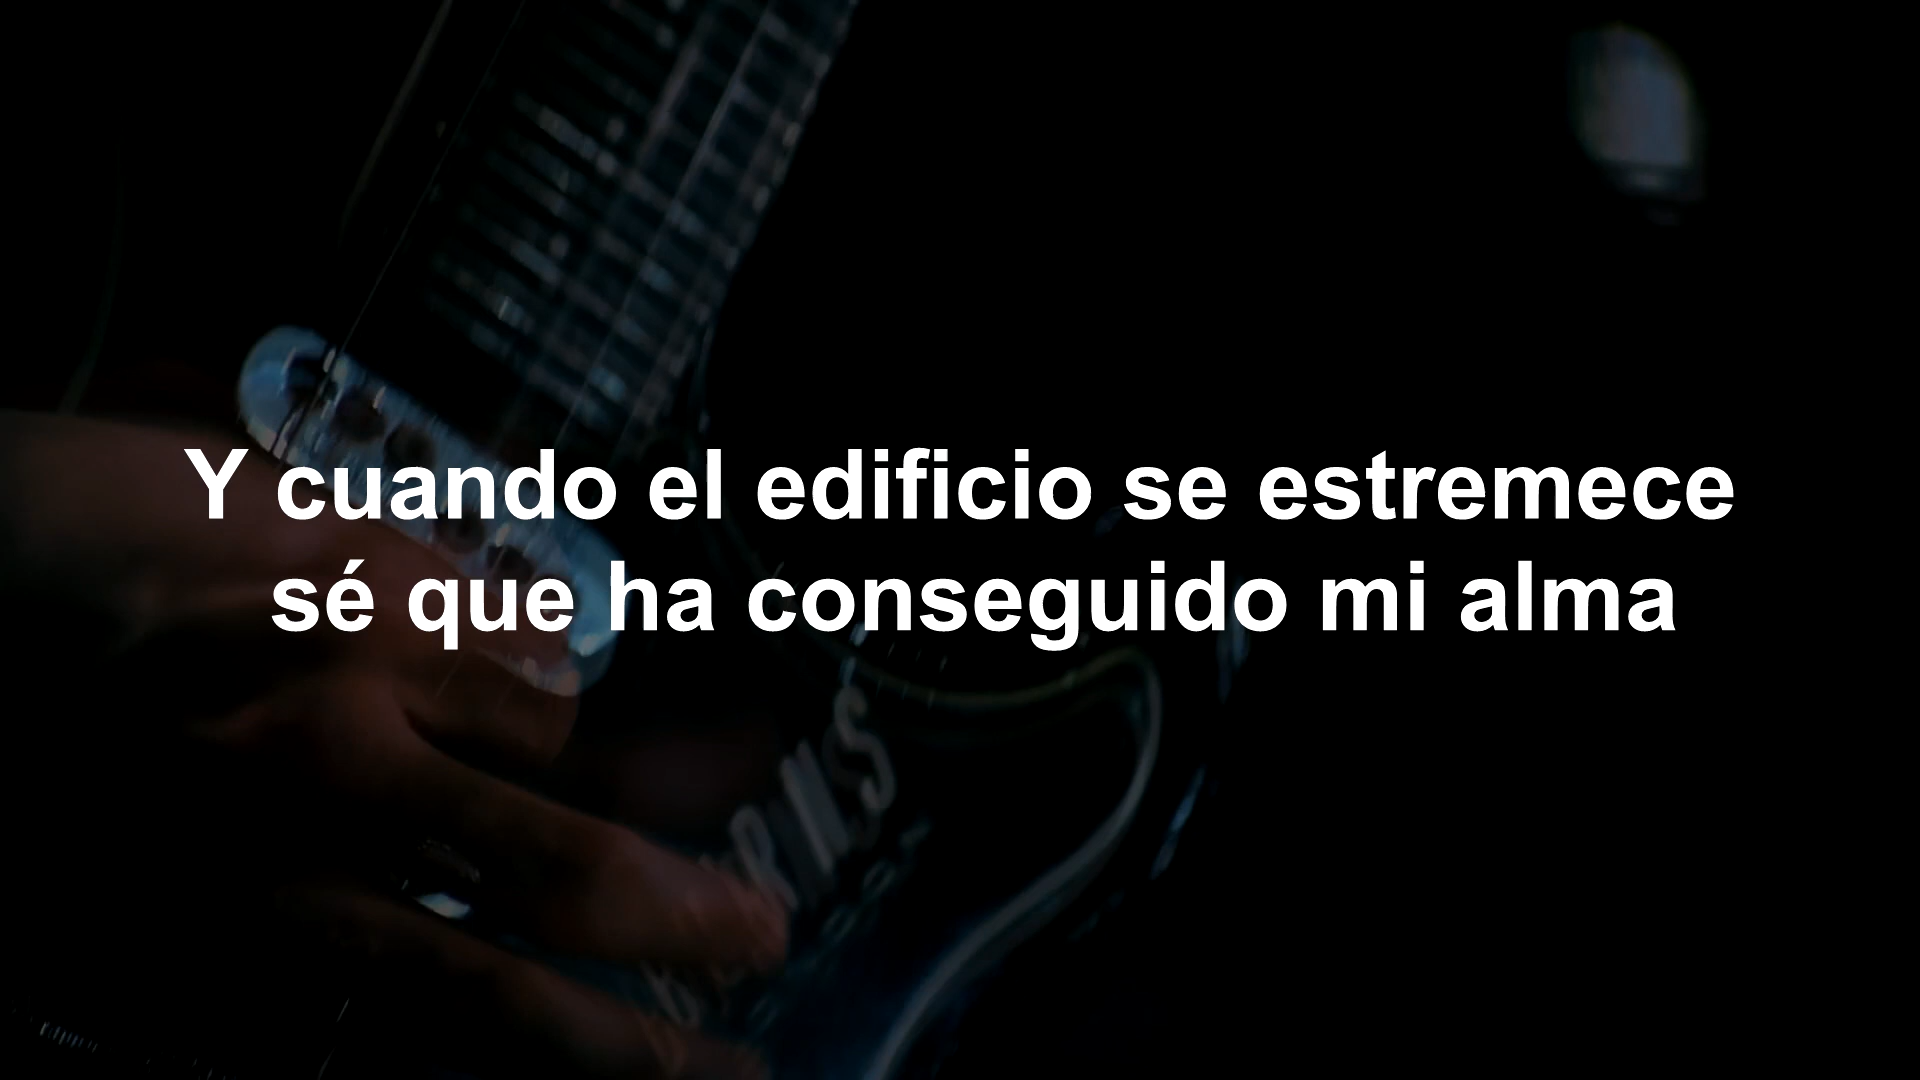 Y cuando el edificio se estremece
sé que ha conseguido mi alma